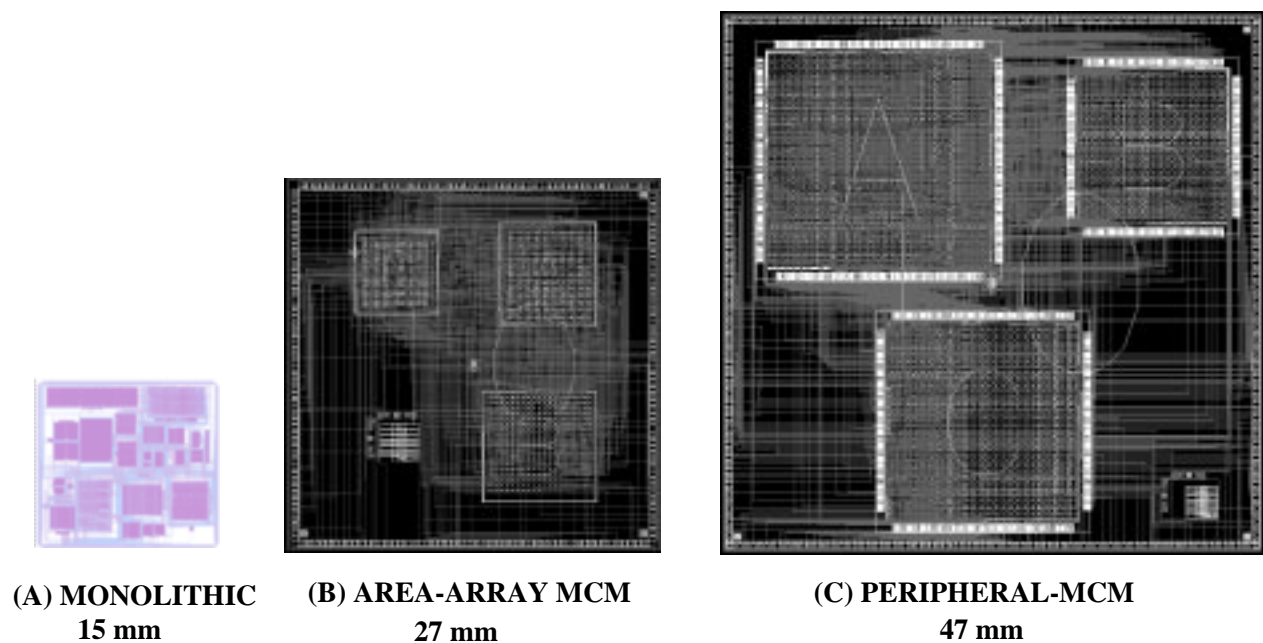 A
B
C
(A) MONOLITHIC
15 mm
(B) AREA-ARRAY MCM
27 mm
(C) PERIPHERAL-MCM
47 mm